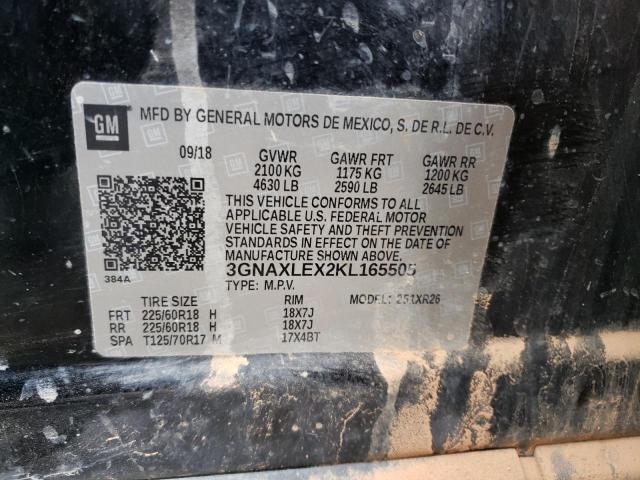 GM
MFD BY GENERAL MOTORS DE MEXICO, S. DE R.L. DE C.V.
09/18 GVWR GAWR FRT GAWR RR
2100 KG 1175 KG 1200 KG
4630 LB 2590 LB 2645 LB
THIS VEHICLE CONFORMS TO ALL
APPLICABLE U.S. FEDERAL MOTOR
VEHICLE SAFETY AND THEFT PREVENTION
STANDARDS IN EFFECT ON THE DATE OF
MANUFACTURE SHOWN ABOVE.
384A
3GNAXLEX2KL165505
TYPE: M.P.V. MODEL:
TIRE SIZE RIM
FRT 225/60R18 H 18X7J
RR 225/60R18 H 18X7J
SPA T125/70R17 M 17X4BT